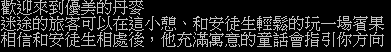 歡迎來到優美的丹麥
迷途的旅客可以在這小憩、和安徒生輕鬆的玩一場賓果
相信和安徒生相處後，他充滿寓意的童話會指引你方向